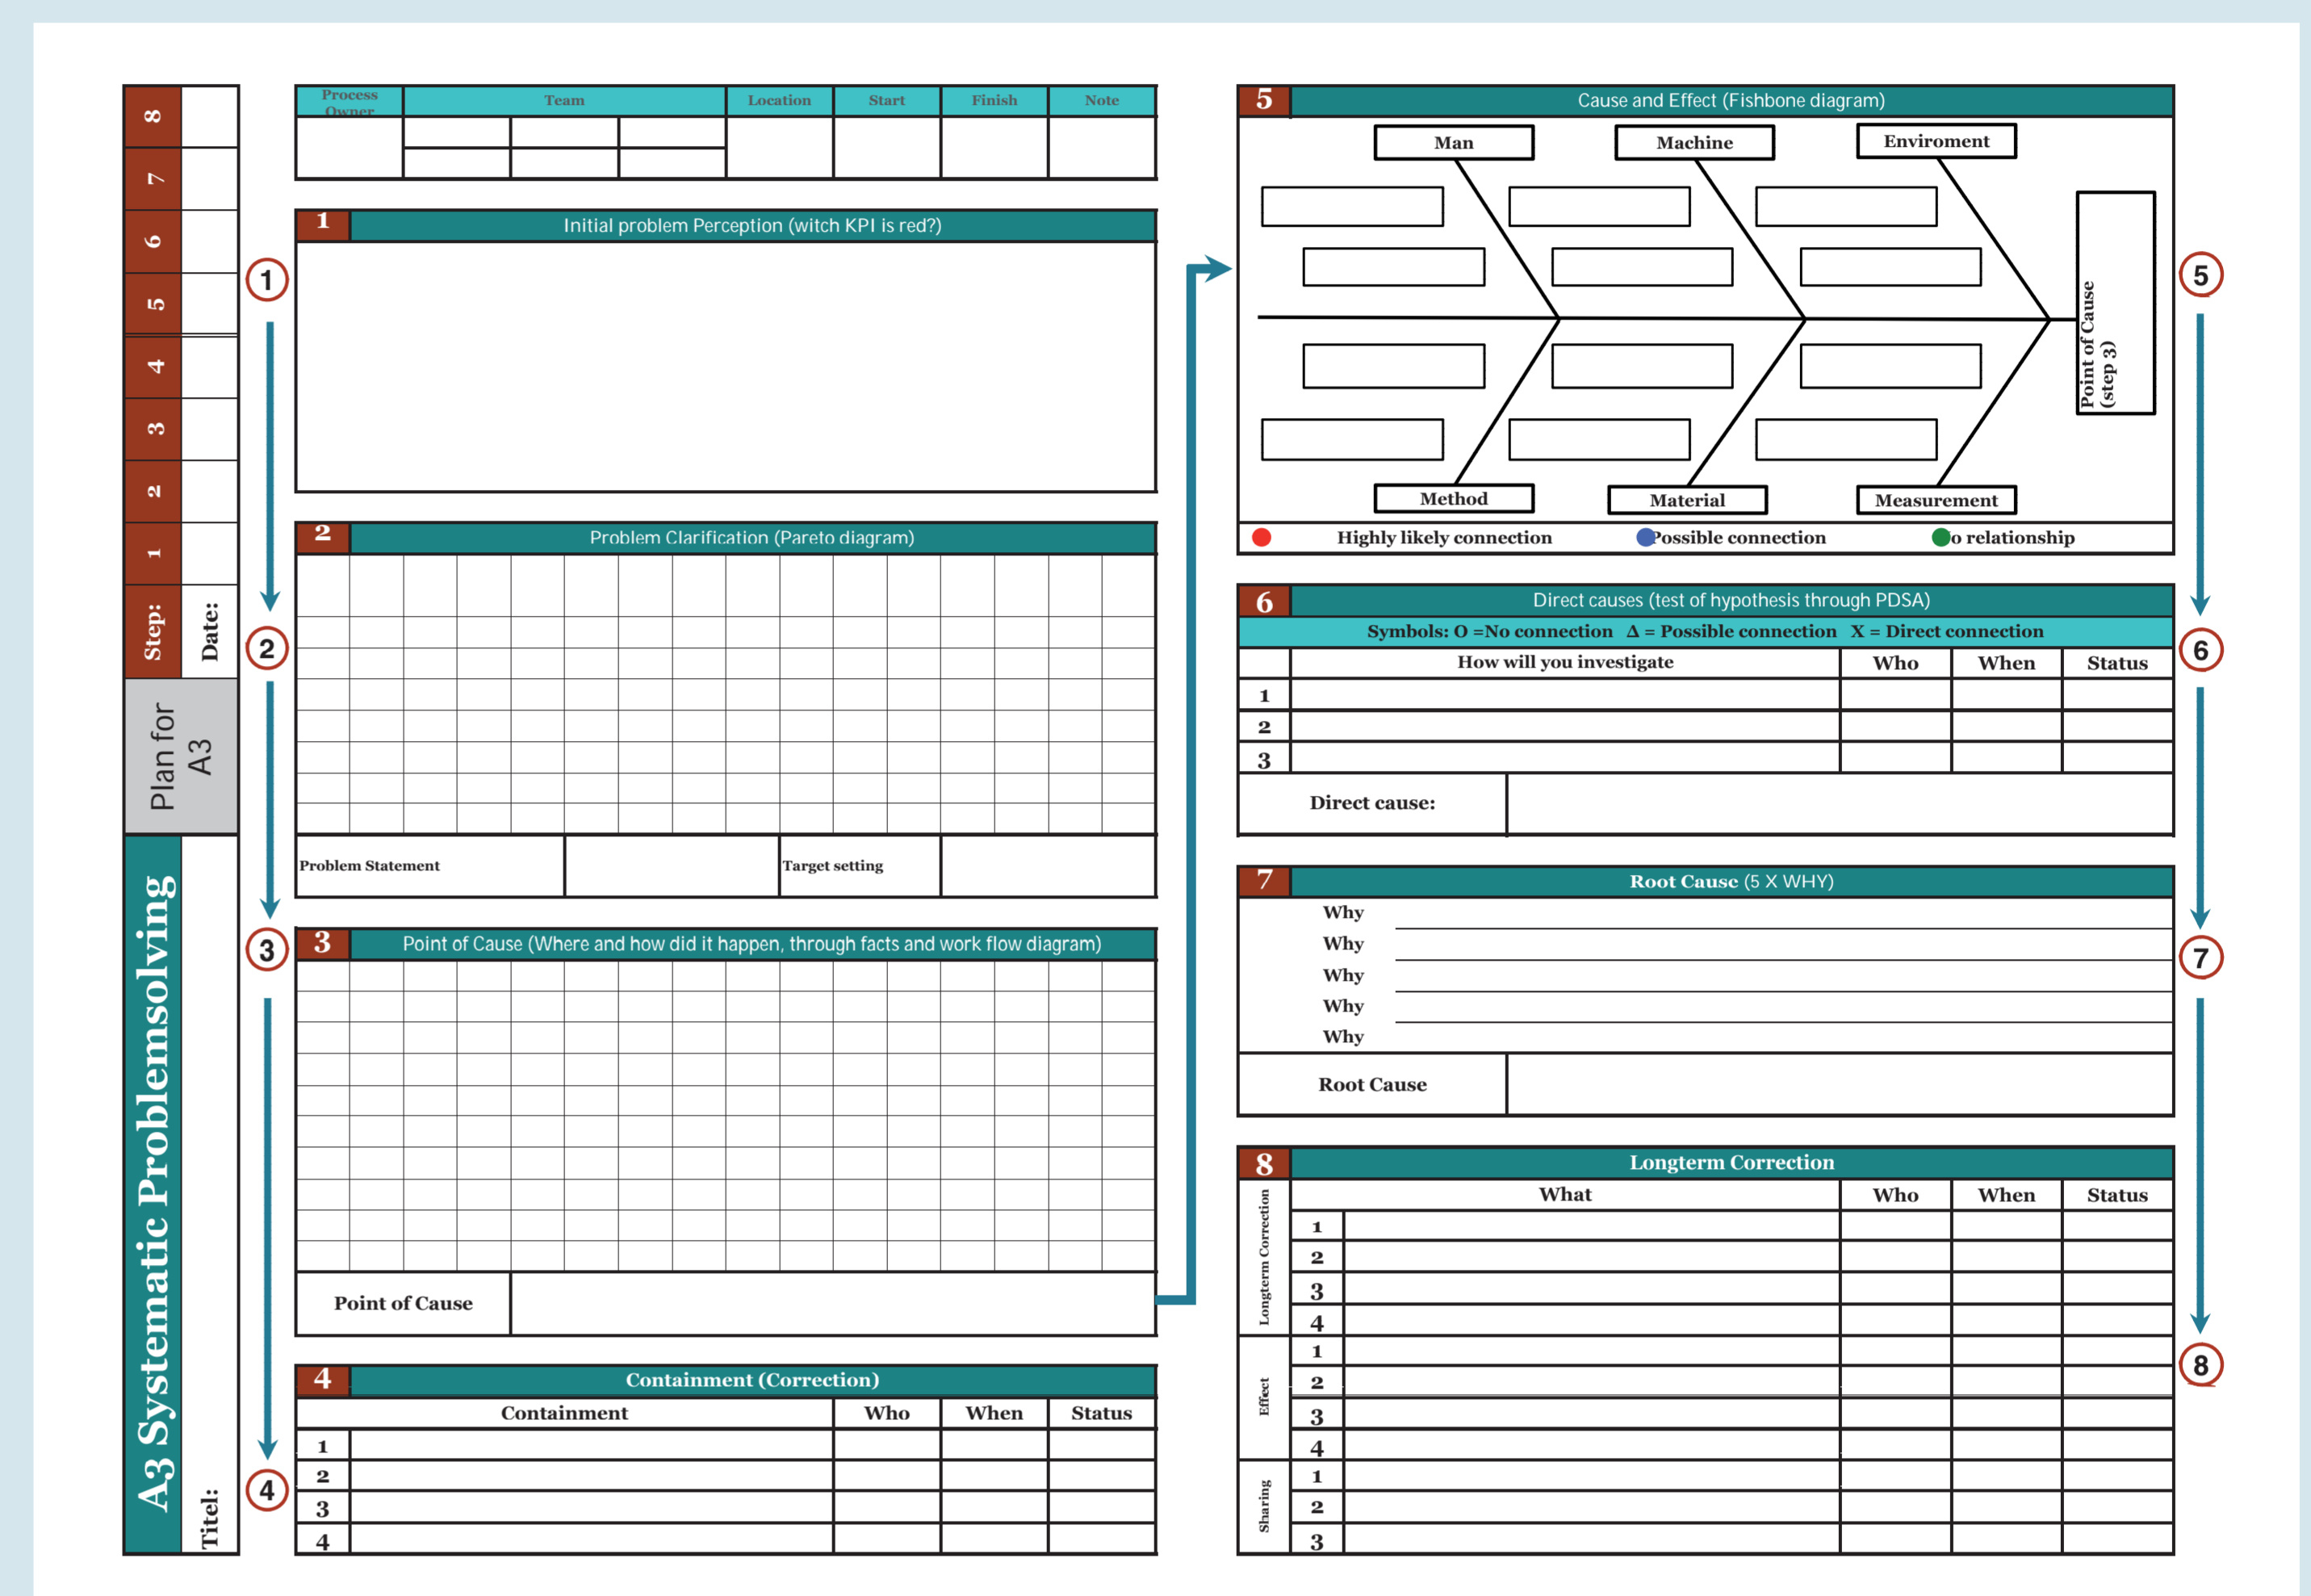 A3 Systematic Problemsolving
Titel:
Plan for
A3
Step: 1 2 3 4 5 6 7 8
Date:
1
2
3
4
Process Owner Team Location Start Finish Note
1 Initial problem Perception (witch KPI is red?)
2 Problem Clarification (Pareto diagram)
Problem Statement Target setting
3 Point of Cause (Where and how did it happen, through facts and work flow diagram)
Point of Cause
4 Containment (Correction)
Containment Who When Status
1
2
3
4
5 Cause and Effect (Fishbone diagram)
Man Machine Enviroment
Point of Cause
(step 3)
Method Material Measurement
Highly likely connection Possible connection o relationship
6 Direct causes (test of hypothesis through PDSA)
Symbols: O =No connection Δ = Possible connection X = Direct connection
How will you investigate Who When Status
1
2
3
Direct cause:
7 Root Cause (5 X WHY)
Why
Why
Why
Why
Why
Root Cause
8 Longterm Correction
What Who When Status
Longterm Correction
1
2
3
4
Effect
1
2
3
4
Sharing
1
2
3
5
6
7
8